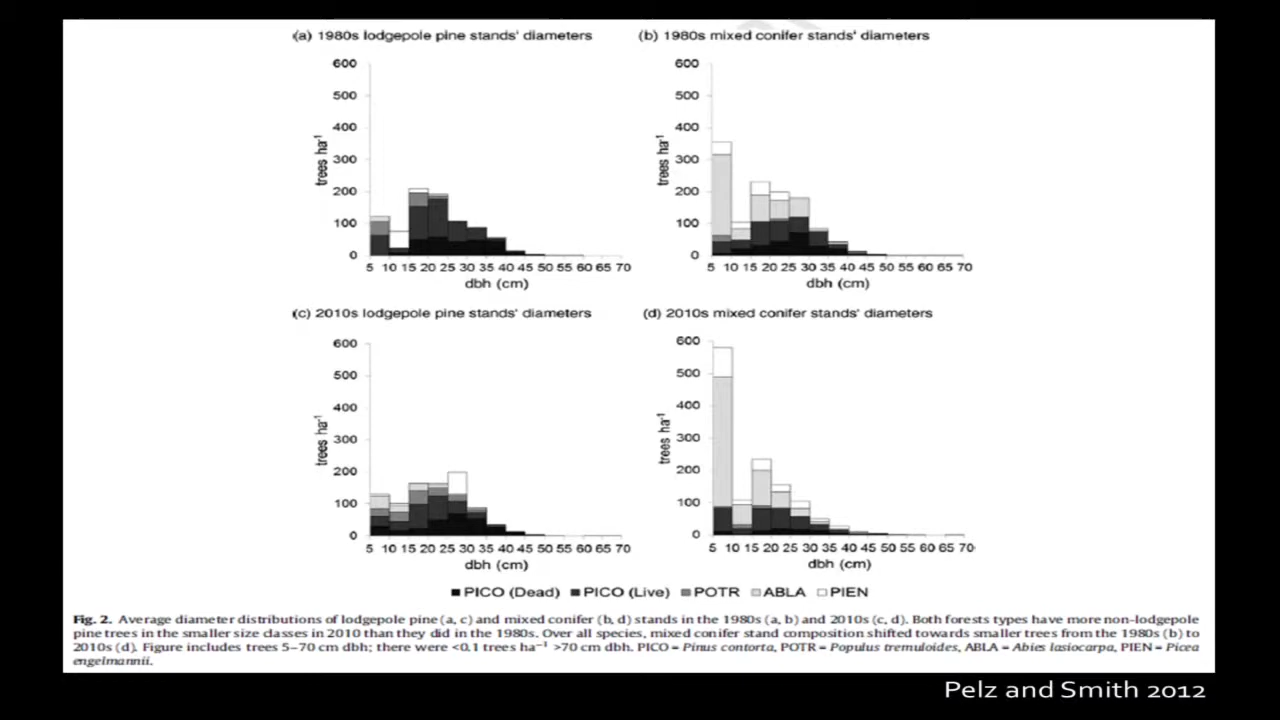 (a) 1980s lodgepole pine stands' diameters
600
500
400
300
200
100
0
trees ha⁻¹
5 10 15 20 25 30 35 40 45 50 55 60 65 70
dbh (cm)
(b) 1980s mixed conifer stands' diameters
600
500
400
300
200
100
0
trees ha⁻¹
5 10 15 20 25 30 35 40 45 50 55 60 65 70
dbh (cm)
(c) 2010s lodgepole pine stands' diameters
600
500
400
300
200
100
0
trees ha⁻¹
5 10 15 20 25 30 35 40 45 50 55 60 65 70
dbh (cm)
(d) 2010s mixed conifer stands' diameters
600
500
400
300
200
100
0
trees ha⁻¹
5 10 15 20 25 30 35 40 45 50 55 60 65 70
dbh (cm)
PICO (Dead) PICO (Live) POTR ABLA PIEN
Fig. 2. Average diameter distributions of lodgepole pine (a, c) and mixed conifer (b, d) stands in the 1980s (a, b) and 2010s (c, d). Both forests types have more non-lodgepole
pine trees in the smaller size classes in 2010 than they did in the 1980s. Over all species, mixed conifer stand composition shifted towards smaller trees from the 1980s (b) to
2010s (d). Figure includes trees 5–70 cm dbh; there were <0.1 trees ha⁻¹ >70 cm dbh. PICO = Pinus contorta, POTR = Populus tremuloides, ABLA = Abies lasiocarpa, PIEN = Picea
engelmannii.
Pelz and Smith 2012